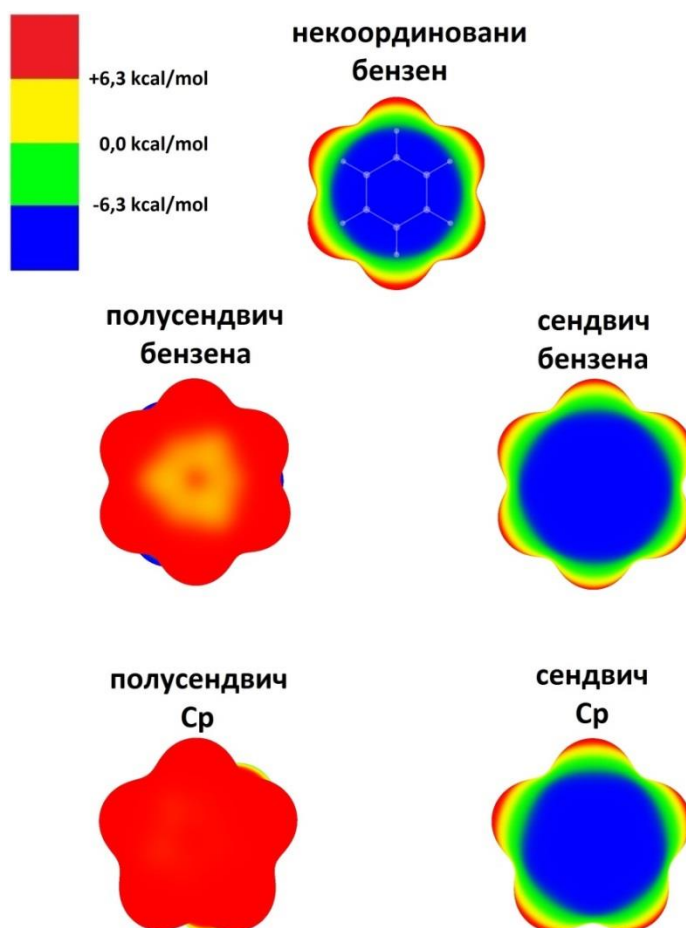 некоординовани
бензен
+6,3 kcal/mol
0,0 kcal/mol
-6,3 kcal/mol
полусендвич
бензена
сендвич
бензена
полусендвич
Cp
сендвич
Cp